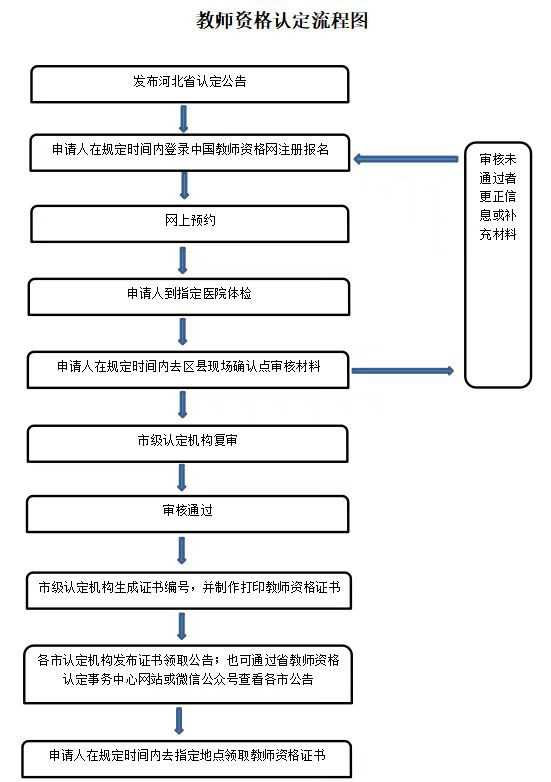 教师资格认定流程图
发布河北省认定公告
申请人在规定时间内登录中国教师资格网注册报名
审核未
通过者
更正信
息或补
充材料
网上预约
申请人到指定医院体检
申请人在规定时间内去区县现场确认点审核材料
市级认定机构复审
审核通过
市级认定机构生成证书编号，并制作打印教师资格证书
各市认定机构发布证书领取公告；也可通过省教师资格
认定事务中心网站或微信公众号查看各市公告
申请人在规定时间内去指定地点领取教师资格证书